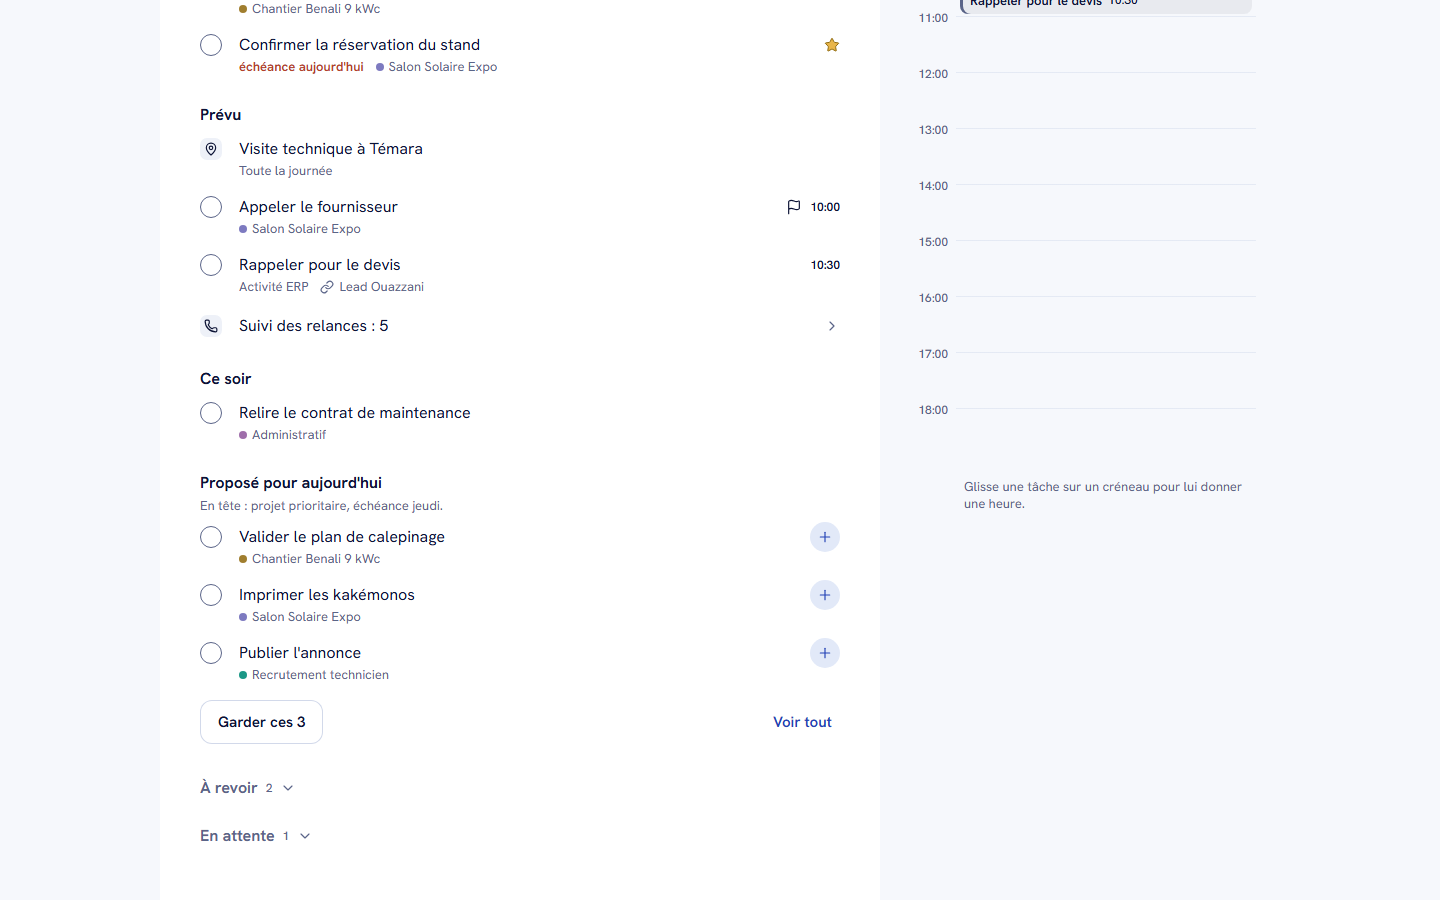 Chantier Benali 9 kWc
Confirmer la réservation du stand
échéance aujourd'hui Salon Solaire Expo
Prévu
Visite technique à Témara
Toute la journée
Appeler le fournisseur 10:00
Salon Solaire Expo
Rappeler pour le devis 10:30
Activité ERP Lead Ouazzani
Suivi des relances : 5
Ce soir
Relire le contrat de maintenance
Administratif
Proposé pour aujourd'hui
En tête : projet prioritaire, échéance jeudi.
Valider le plan de calepinage
Chantier Benali 9 kWc
Imprimer les kakémonos
Salon Solaire Expo
Publier l'annonce
Recrutement technicien
Garder ces 3 Voir tout
À revoir 2
En attente 1
Rappeler pour le devis 10:30
11:00
12:00
13:00
14:00
15:00
16:00
17:00
18:00
Glisse une tâche sur un créneau pour lui donner
une heure.